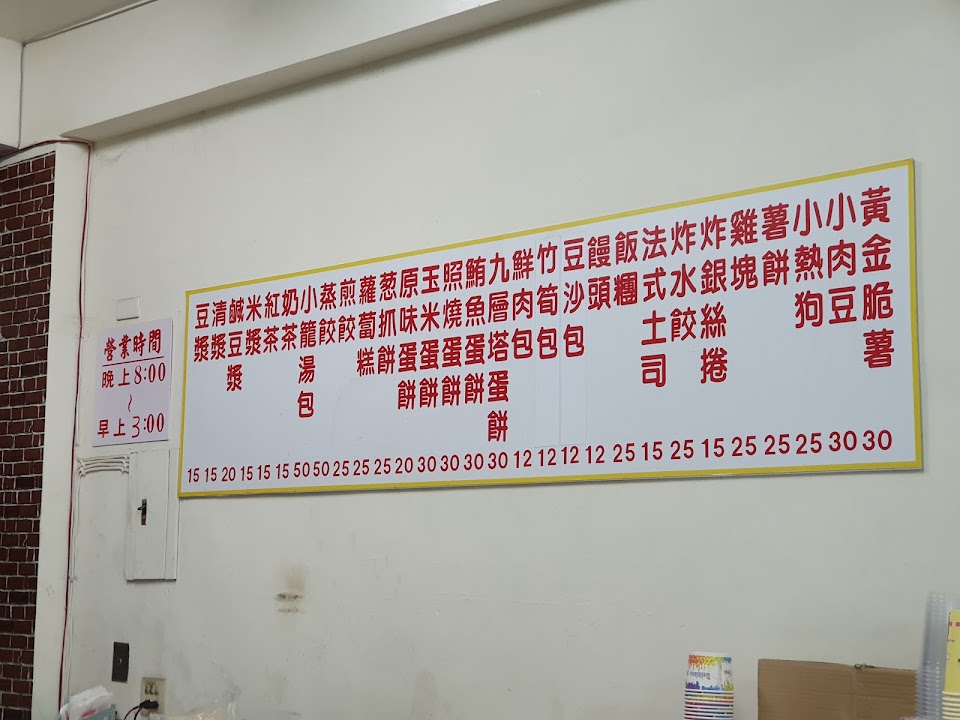 營業時間
晚上8:00
~
早上3:00
豆漿 15
清漿 15
鹹豆漿 20
米漿 15
紅茶 15
奶茶 15
小籠湯包 50
蒸餃 50
煎餃 25
蘿蔔糕 25
葱抓餅 25
原味蛋餅 20
玉米蛋餅 30
照燒蛋餅 30
鮪魚蛋餅 30
九層塔蛋餅 30
鮮肉包 12
竹筍包 12
豆沙包 12
饅頭 12
飯糰 25
法式土司 15
炸水餃 25
炸銀絲捲 15
雞塊 25
薯餅 25
小熱狗 25
小肉豆 30
黃金脆薯 30